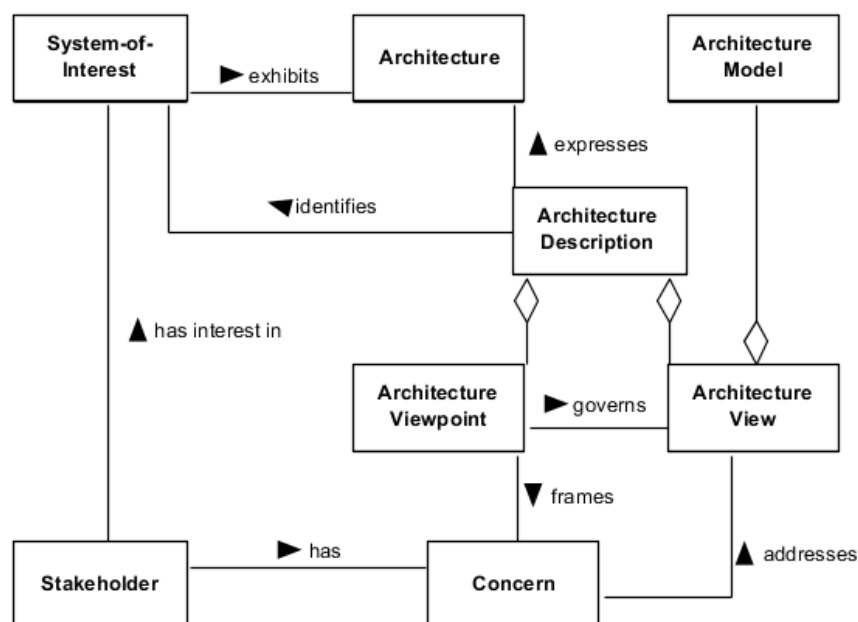 System-of-
Interest
exhibits
Architecture
Architecture
Model
expresses
identifies
Architecture
Description
has interest in
Architecture
Viewpoint
governs
Architecture
View
frames
Stakeholder
has
Concern
addresses